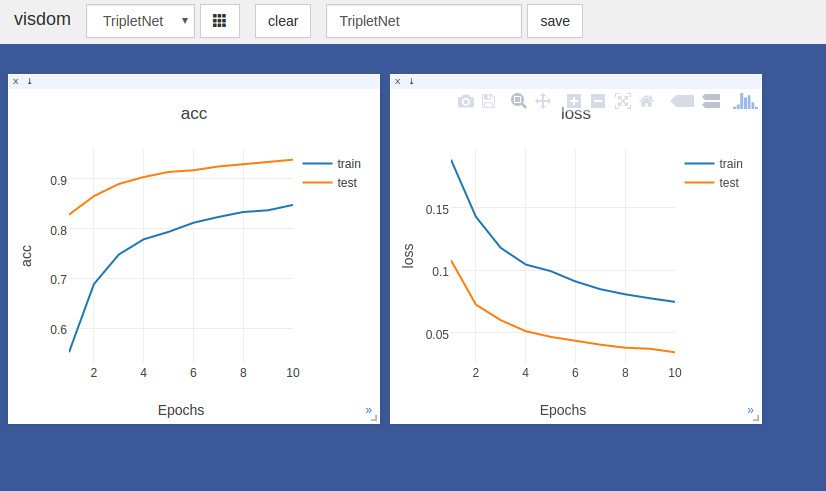 visdom TripletNet clear TripletNet save
x ↓
acc
train
test
0.9
0.8
0.7
0.6
acc
2 4 6 8 10
Epochs
»
x ↓
loss
train
test
0.15
0.1
0.05
loss
2 4 6 8 10
Epochs
»